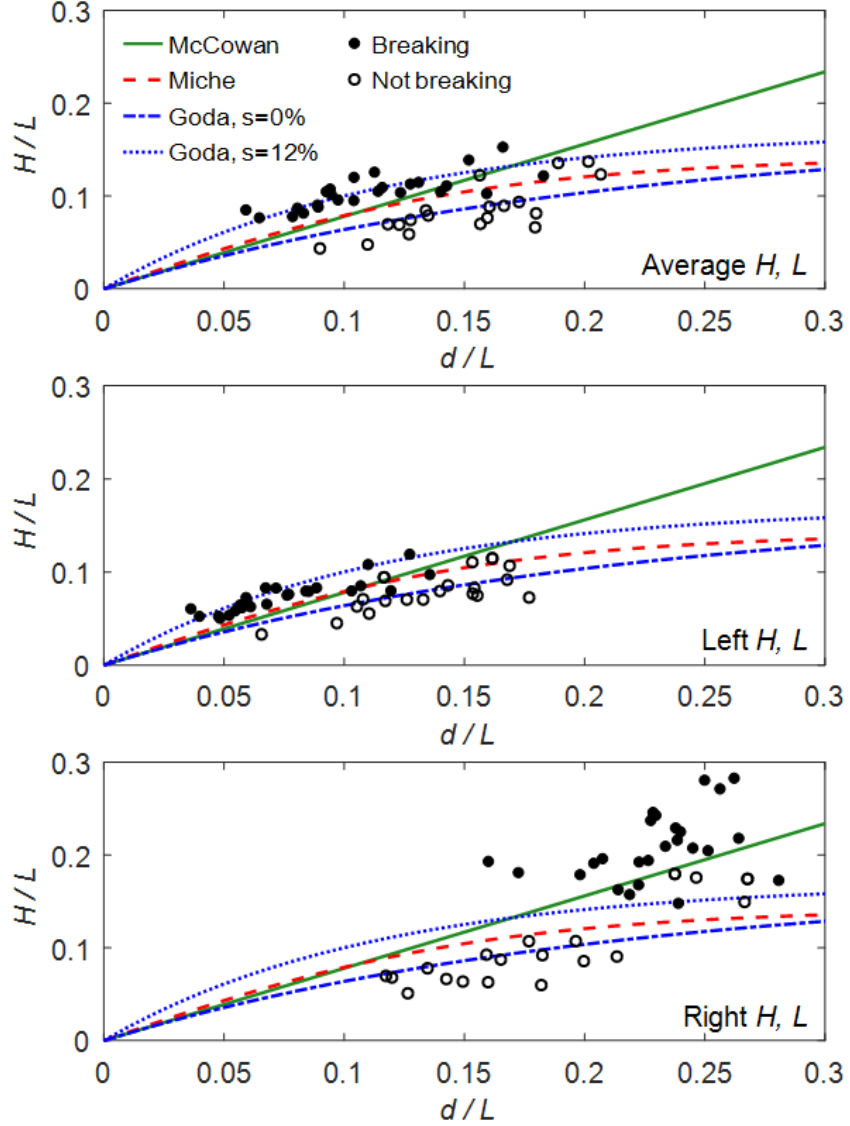 0.3
McCowan
Breaking
Miche
Not breaking
0.2
Goda, s=0%
Goda, s=12%
H / L
0.1
Average H, L
0
0 0.05 0.1 0.15 0.2 0.25 0.3
d / L
0.3
0.2
H / L
0.1
Left H, L
0
0 0.05 0.1 0.15 0.2 0.25 0.3
d / L
0.3
0.2
H / L
0.1
Right H, L
0
0 0.05 0.1 0.15 0.2 0.25 0.3
d / L